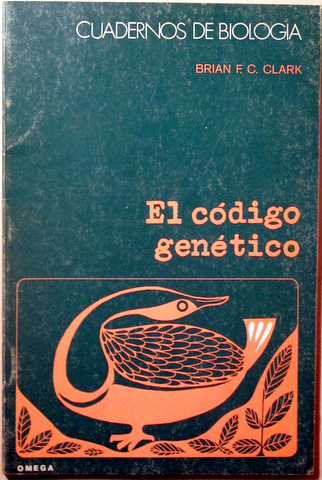 CUADERNOS DE BIOLOGIA
BRIAN F. C. CLARK
El código
genético
OMEGA